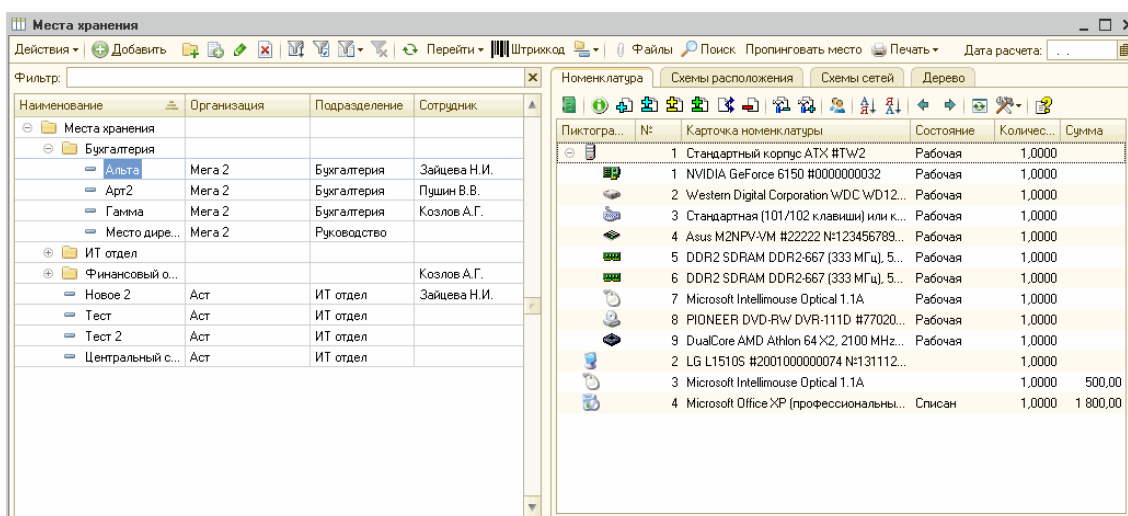 Места хранения
Действия Добавить Перейти Штрихкод Файлы Поиск Пропинговать место Печать Дата расчета: . .
Фильтр:
Наименование Организация Подразделение Сотрудник
Места хранения
Бухгалтерия
Альта Мега 2 Бухгалтерия Зайцева Н.И.
Арт2 Мега 2 Бухгалтерия Пушин В.В.
Гамма Мега 2 Бухгалтерия Козлов А.Г.
Место дире... Мега 2 Руководство
ИТ отдел
Финансовый о... Козлов А.Г.
Новое 2 Аст ИТ отдел Зайцева Н.И.
Тест Аст ИТ отдел
Тест 2 Аст ИТ отдел
Центральный с... Аст ИТ отдел
Номенклатура Схемы расположения Схемы сетей Дерево
Пиктогра... № Карточка номенклатуры Состояние Количес... Сумма
1 Стандартный корпус ATX #TW2 Рабочая 1,0000
1 NVIDIA GeForce 6150 #0000000032 Рабочая 1,0000
2 Western Digital Corporation WDC WD12... Рабочая 1,0000
3 Стандартная (101/102 клавиши) или к... Рабочая 1,0000
4 Asus M2NPV-VM #22222 №123456789... Рабочая 1,0000
5 DDR2 SDRAM DDR2-667 (333 МГц), 5... Рабочая 1,0000
6 DDR2 SDRAM DDR2-667 (333 МГц), 5... Рабочая 1,0000
7 Microsoft Intellimouse Optical 1.1A Рабочая 1,0000
8 PIONEER DVD-RW DVR-111D #77020... Рабочая 1,0000
9 DualCore AMD Athlon 64 X2, 2100 MHz... Рабочая 1,0000
2 LG L1510S #2001000000074 №131112... 1,0000
3 Microsoft Intellimouse Optical 1.1A 1,0000 500,00
4 Microsoft Office XP (профессиональны... Списан 1,0000 1 800,00